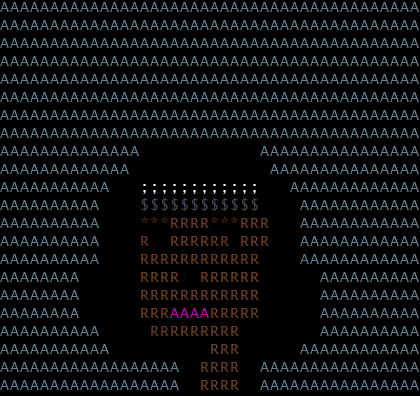 AAAAAAAAAAAAAAAAAAAAAAAAAAAAAAAAAAAAAAAAAA
AAAAAAAAAAAAAAAAAAAAAAAAAAAAAAAAAAAAAAAAAA
AAAAAAAAAAAAAAAAAAAAAAAAAAAAAAAAAAAAAAAAAA
AAAAAAAAAAAAAAAAAAAAAAAAAAAAAAAAAAAAAAAAAA
AAAAAAAAAAAAAAAAAAAAAAAAAAAAAAAAAAAAAAAAAA
AAAAAAAAAAAAAAAAAAAAAAAAAAAAAAAAAAAAAAAAAA
AAAAAAAAAAAAAAAAAAAAAAAAAAAAAAAAAAAAAAAAAA
AAAAAAAAAAAAAAAAAAAAAAAAAAAAAAAAAAAAAAAAAA
AAAAAAAAAAAAAA            AAAAAAAAAAAAAAAA
AAAAAAAAAAAAA              AAAAAAAAAAAAAAA
AAAAAAAAAAA   ;;;;;;;;;;;;   AAAAAAAAAAAAA
AAAAAAAAAA    $$$$$$$$$$$$    AAAAAAAAAAAA
AAAAAAAAAA    ***RRRR***RRR   AAAAAAAAAAAA
AAAAAAAAAA    R  RRRRRR RRR   AAAAAAAAAAAA
AAAAAAAAAA    RRRRRRRRRRRR    AAAAAAAAAAAA
AAAAAAAA      RRRR  RRRRRR      AAAAAAAAAA
AAAAAAAA      RRRRRRRRRRRR      AAAAAAAAAA
AAAAAAAA      RRRAAAARRRRR      AAAAAAAAAA
AAAAAAAAAA     RRRRRRRRR        AAAAAAAAAA
AAAAAAAAAAA          RRR      AAAAAAAAAAAA
AAAAAAAAAAAAAAAAAA  RRRR  AAAAAAAAAAAAAAAA
AAAAAAAAAAAAAAAAAA  RRRR  AAAAAAAAAAAAAAAA